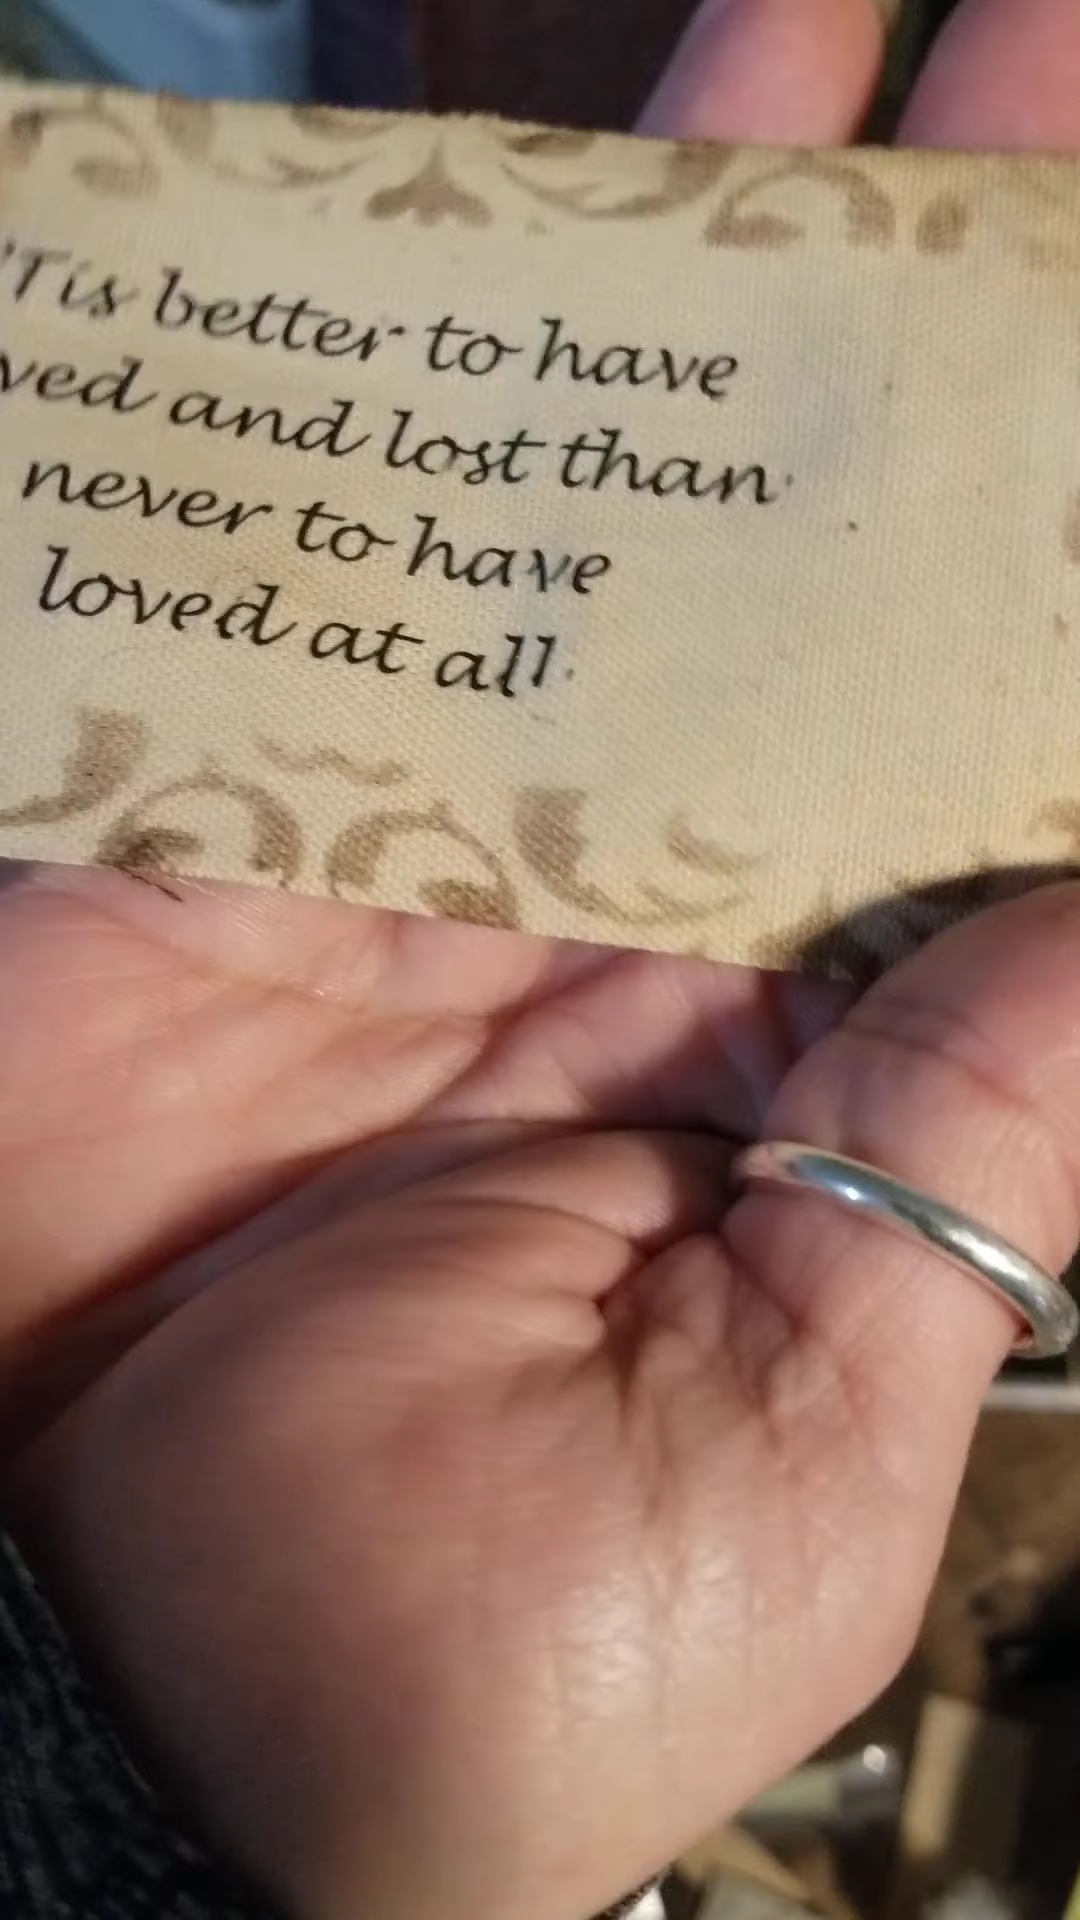 'Tis better to have
ved and lost than
never to have
loved at all.